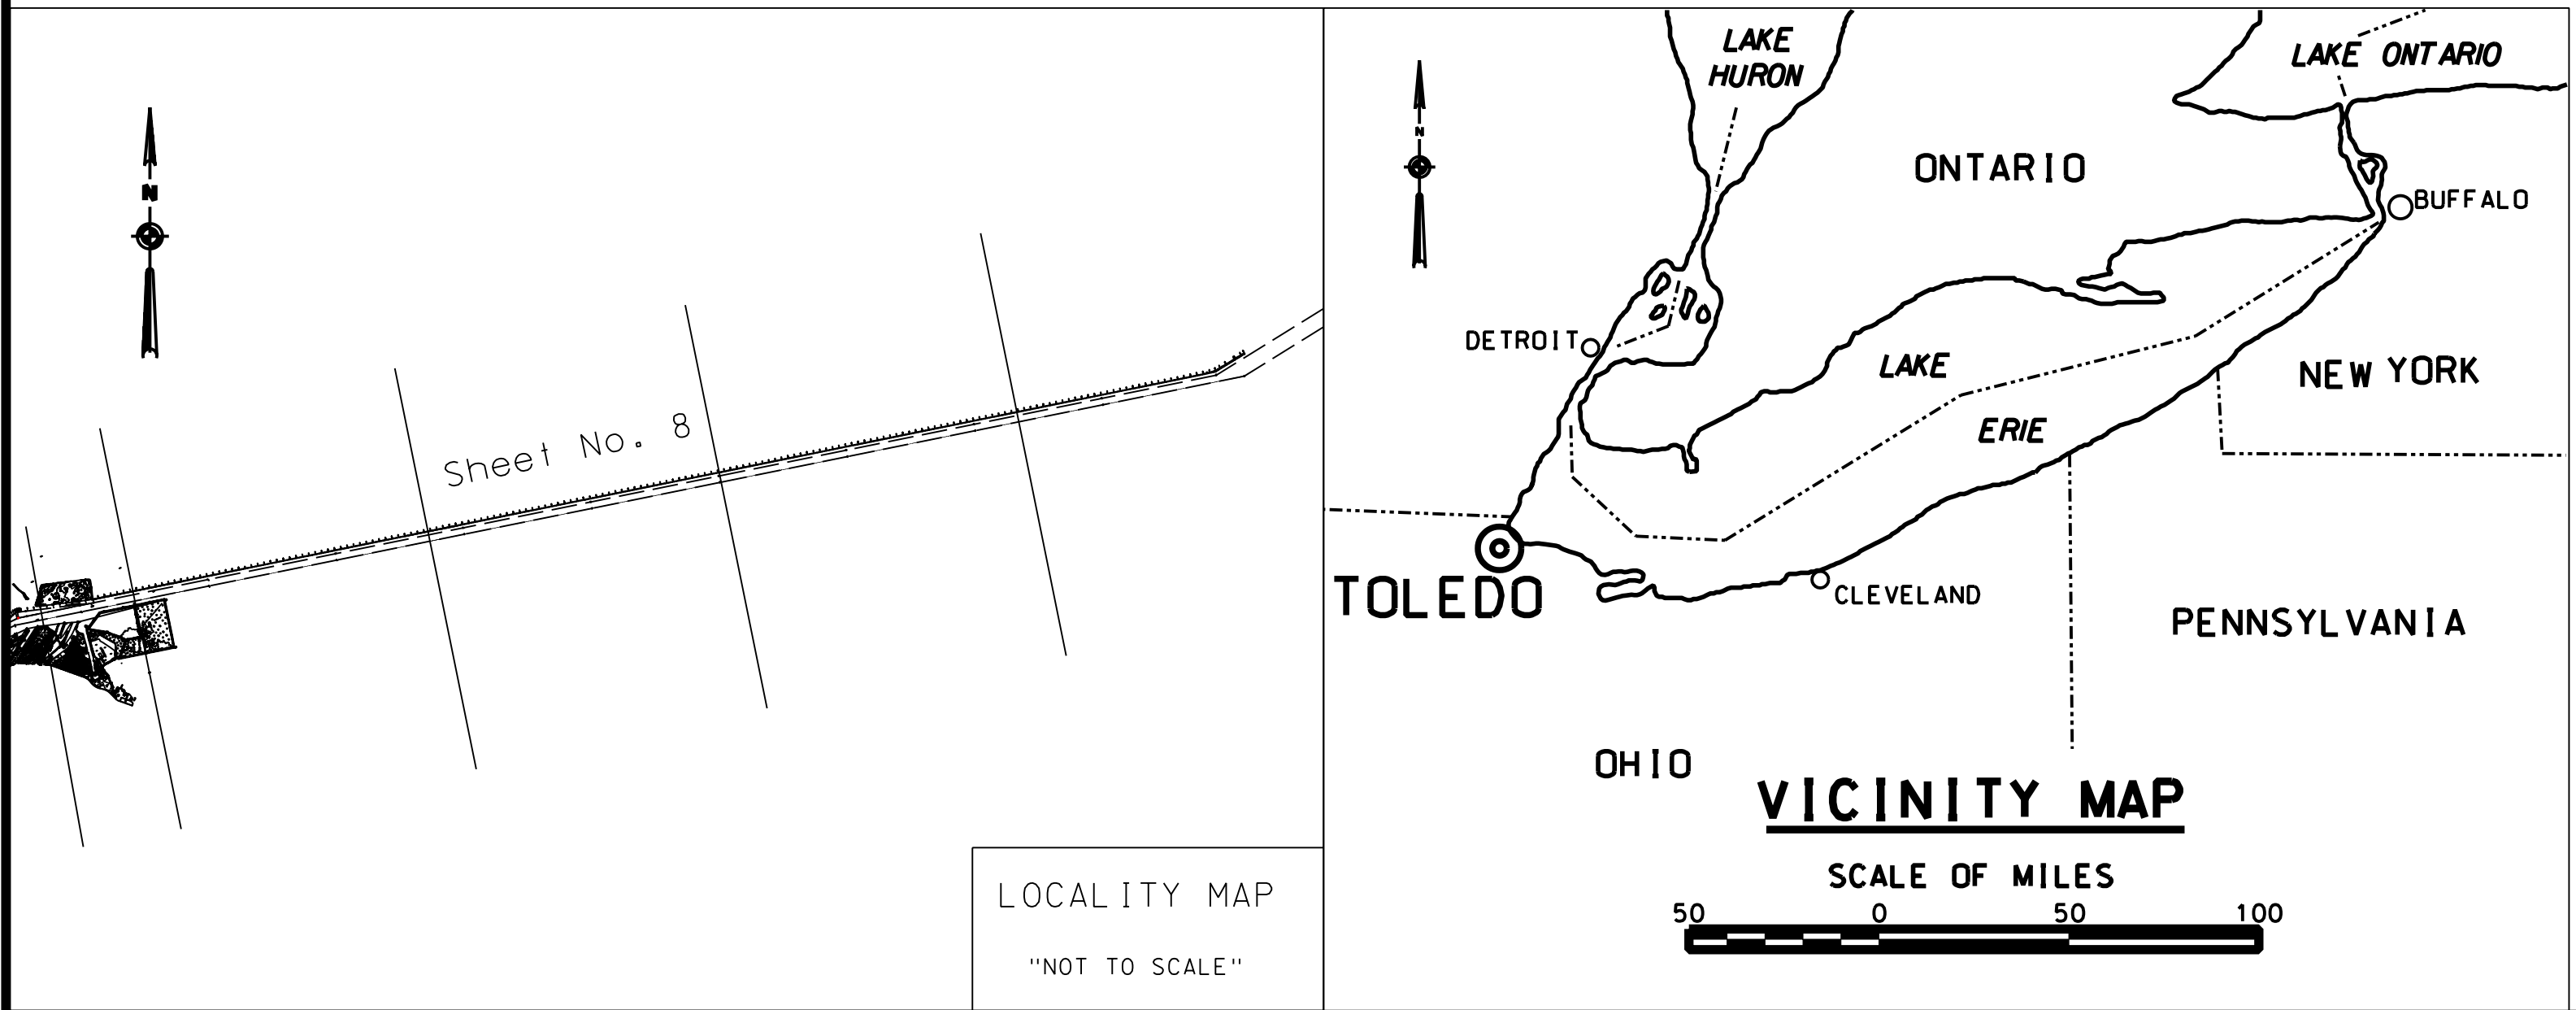 N
Sheet No. 8
LOCALITY MAP
"NOT TO SCALE"
LAKE
HURON
LAKE ONTARIO
N
ONTARIO
BUFFALO
DETROIT
LAKE
ERIE
NEW YORK
TOLEDO
CLEVELAND
PENNSYLVANIA
OHIO
VICINITY MAP
SCALE OF MILES
50 0 50 100